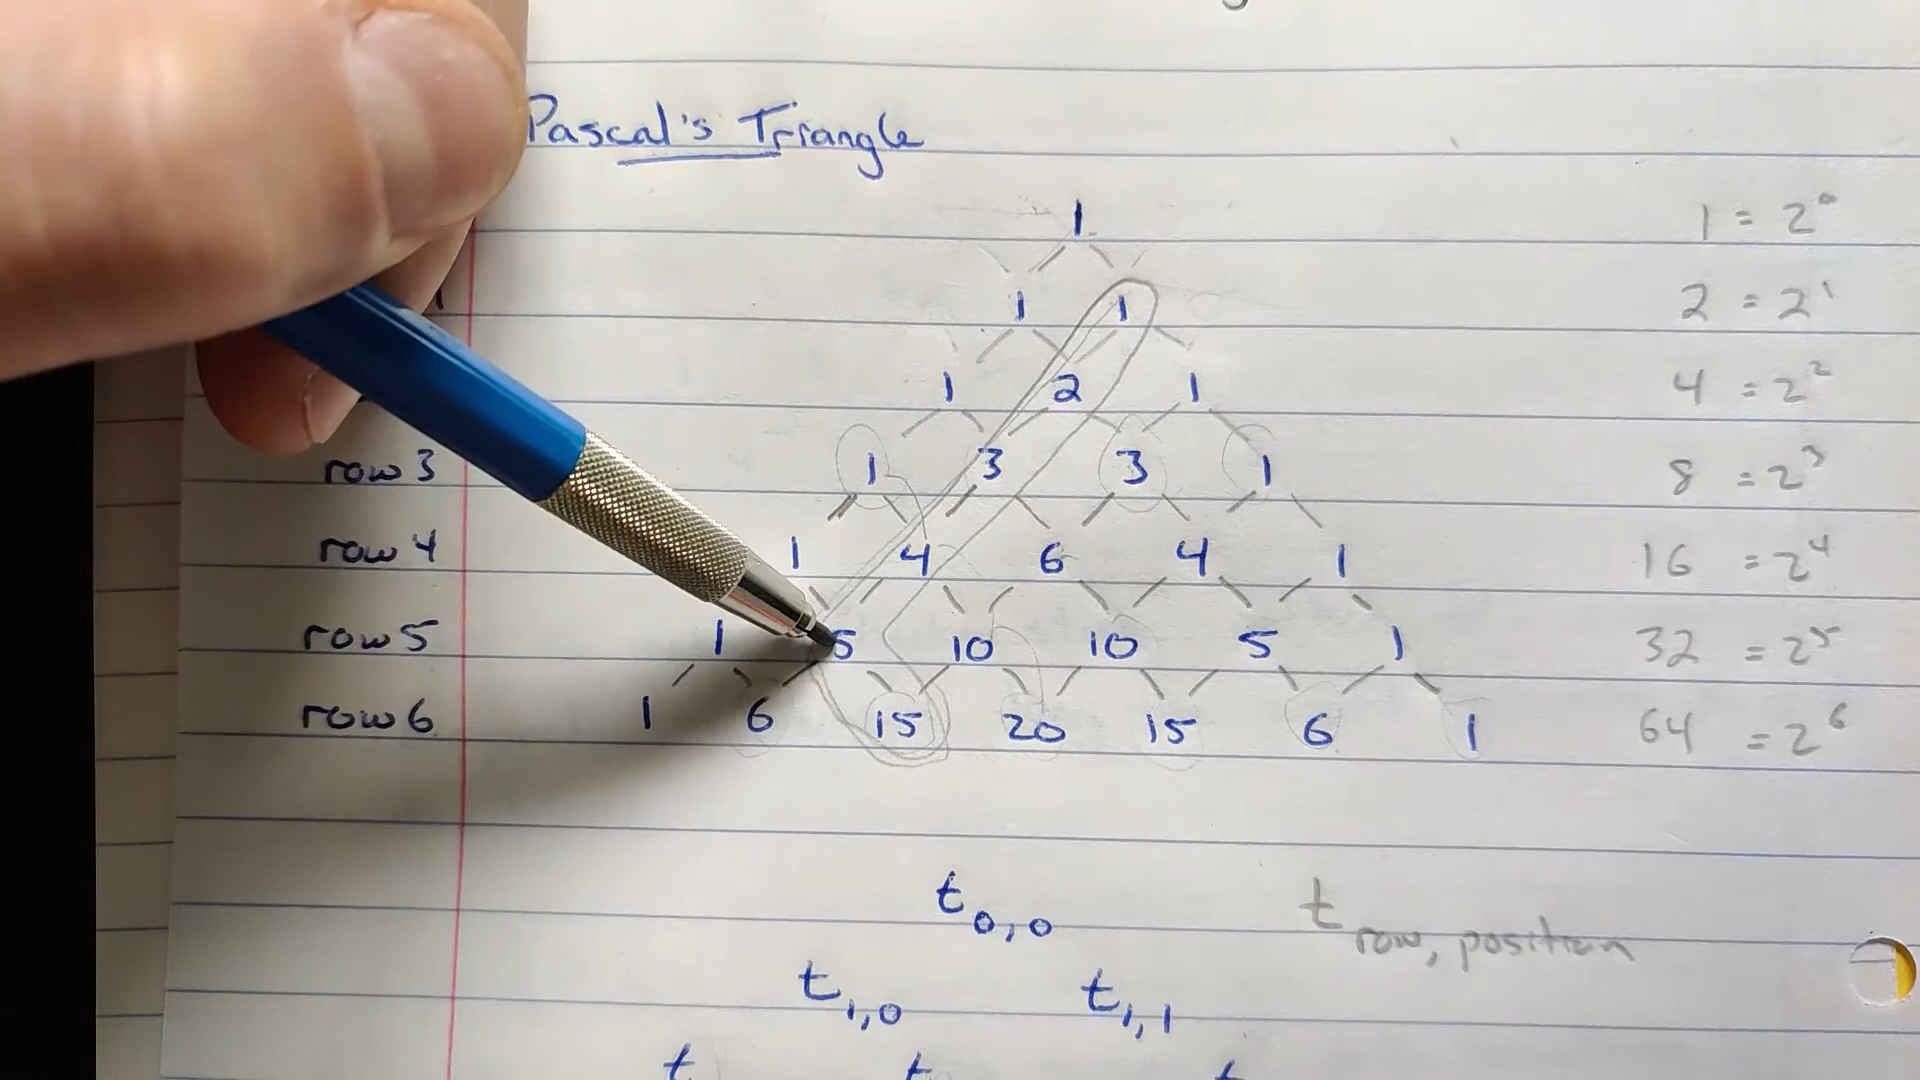 Pascal's Triangle
1 1 = 2⁰
1 1 2 = 2¹
1 2 1 4 = 2²
row 3 1 3 3 1 8 = 2³
row 4 1 4 6 4 1 16 = 2⁴
row 5 1 5 10 10 5 1 32 = 2⁵
row 6 1 6 15 20 15 6 1 64 = 2⁶
t₀,₀ t row, position
t₁,₀ t₁,₁
t t t